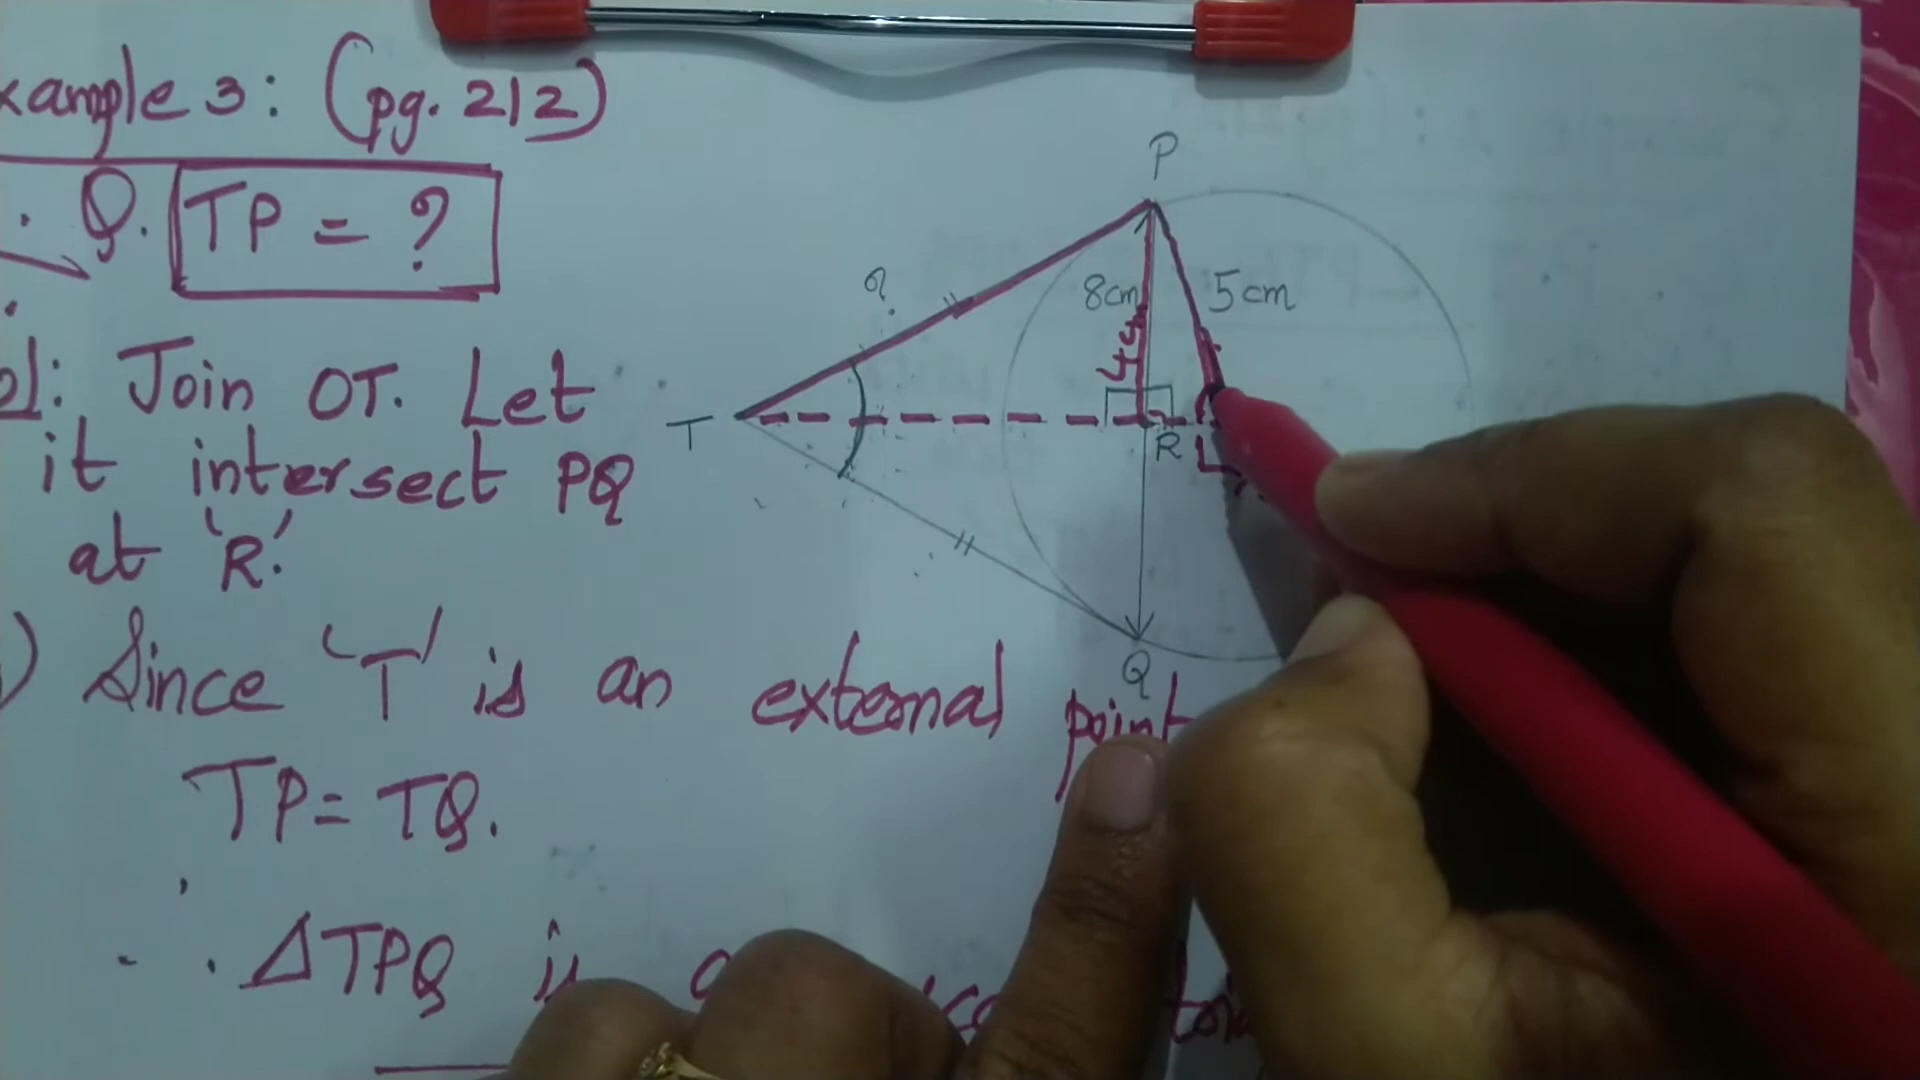 xample 3: (pg. 212)
Q. TP = ?
ol: Join OT. Let
it intersect PQ
at 'R'.
) Since 'T' is an external point
TP = TQ.
∴ ΔTPQ is
P
?
8cm
5cm
4cm
T
R
Q